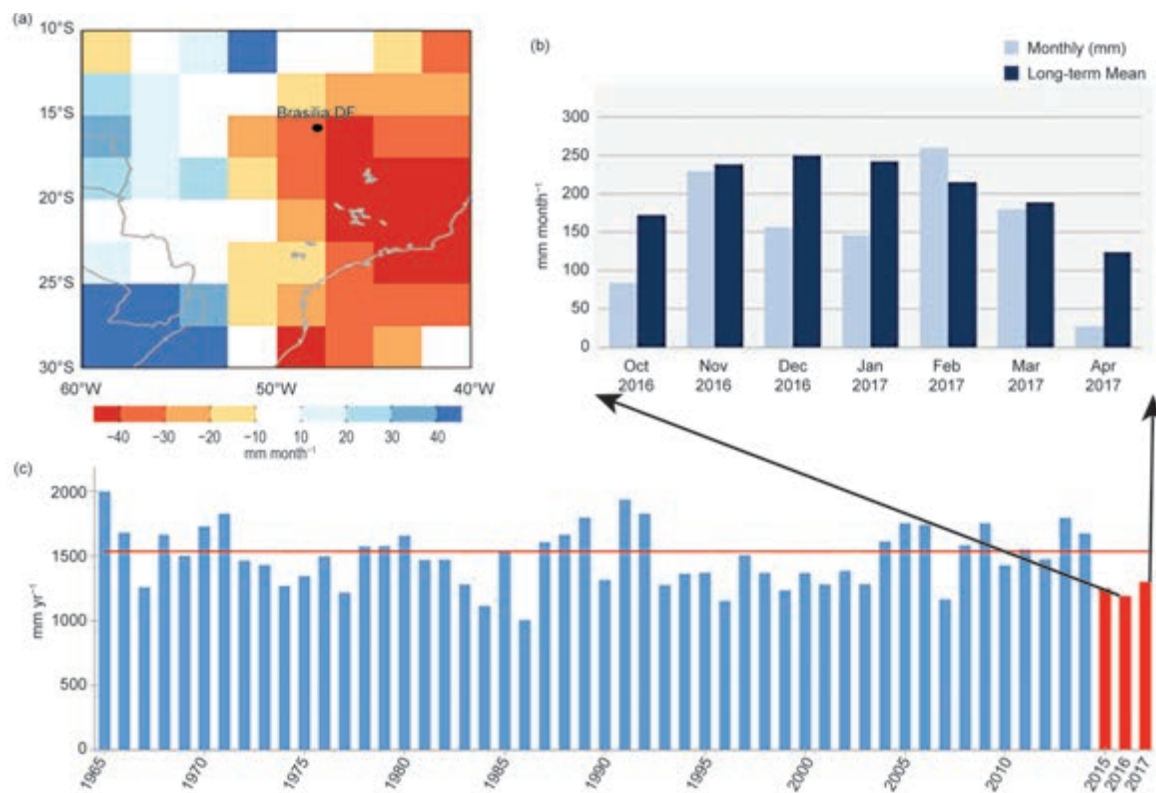 (a)
10°S
15°S
20°S
25°S
30°S
Brasília DF
60°W
50°W
40°W
−40
−30
−20
−10
10
20
30
40
mm month⁻¹
(b)
Monthly (mm)
Long-term Mean
mm month⁻¹
300
250
200
150
100
50
0
Oct
2016
Nov
2016
Dec
2016
Jan
2017
Feb
2017
Mar
2017
Apr
2017
(c)
mm yr⁻¹
2000
1500
1000
500
0
1965
1970
1975
1980
1985
1990
1995
2000
2005
2010
2015
2016
2017